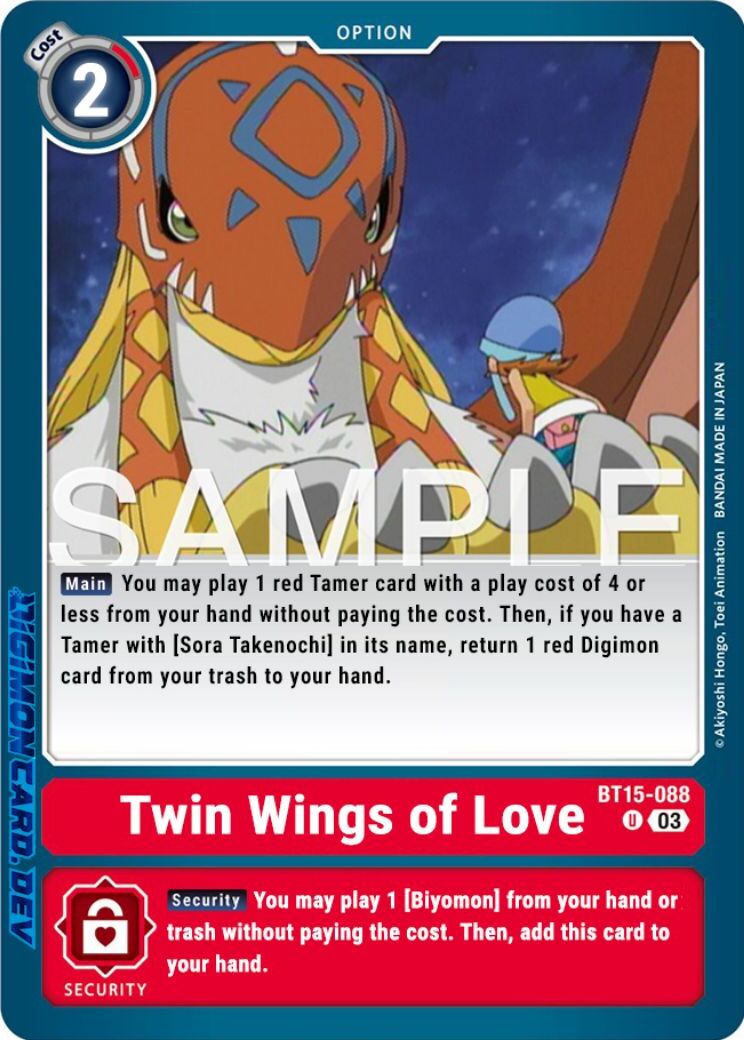 OPTION
Cost
2
SAMPLE
Main You may play 1 red Tamer card with a play cost of 4 or
less from your hand without paying the cost. Then, if you have a
Tamer with [Sora Takenochi] in its name, return 1 red Digimon
card from your trash to your hand.
©Akiyoshi Hongo, Toei Animation BANDAI MADE IN JAPAN
DIGIMON CARD.DEV
BT15-088
Twin Wings of Love
U 03
Security You may play 1 [Biyomon] from your hand or
trash without paying the cost. Then, add this card to
your hand.
SECURITY